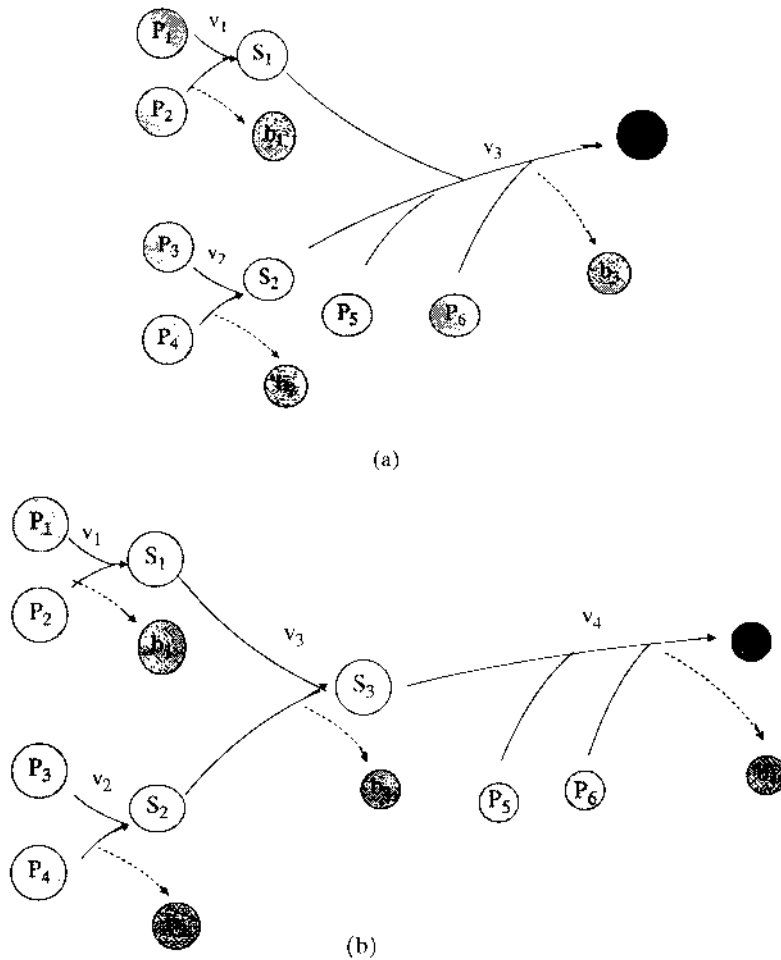 P₁
v₁
S₁
P₂
b₁
v₃
P₃
v₂
S₂
b₃
P₅
P₆
P₄
(a)
P₁
v₁
S₁
P₂
b₁
v₃
v₄
S₃
P₃
v₂
S₂
b₃
P₅
P₆
P₄
(b)